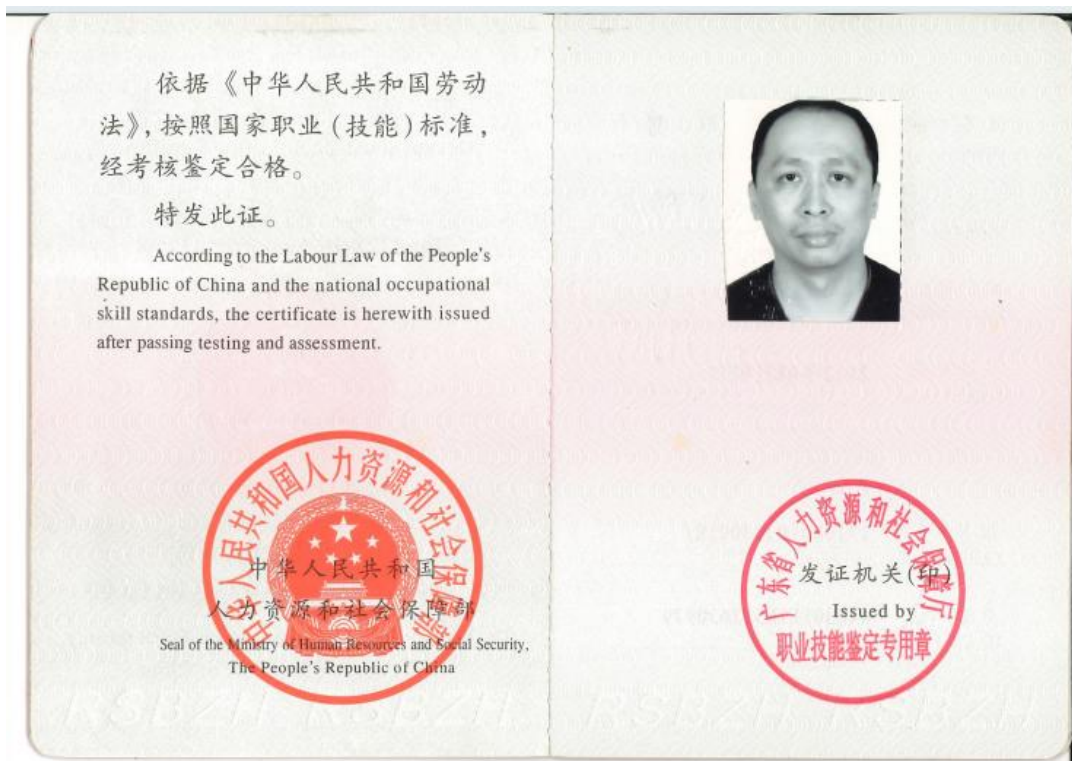 依据《中华人民共和国劳动
法》,按照国家职业(技能)标准,
经考核鉴定合格。
特发此证。
According to the Labour Law of the People's
Republic of China and the national occupational
skill standards, the certificate is herewith issued
after passing testing and assessment.
中华人民共和国人力资源和社会保障部
中华人民共和国
人力资源和社会保障部
Seal of the Ministry of Human Resources and Social Security,
The People's Republic of China
RSBZH RSBZH
广东省人力资源和社会保障厅
发证机关(印)
Issued by
职业技能鉴定专用章
RSBZH RSBZH